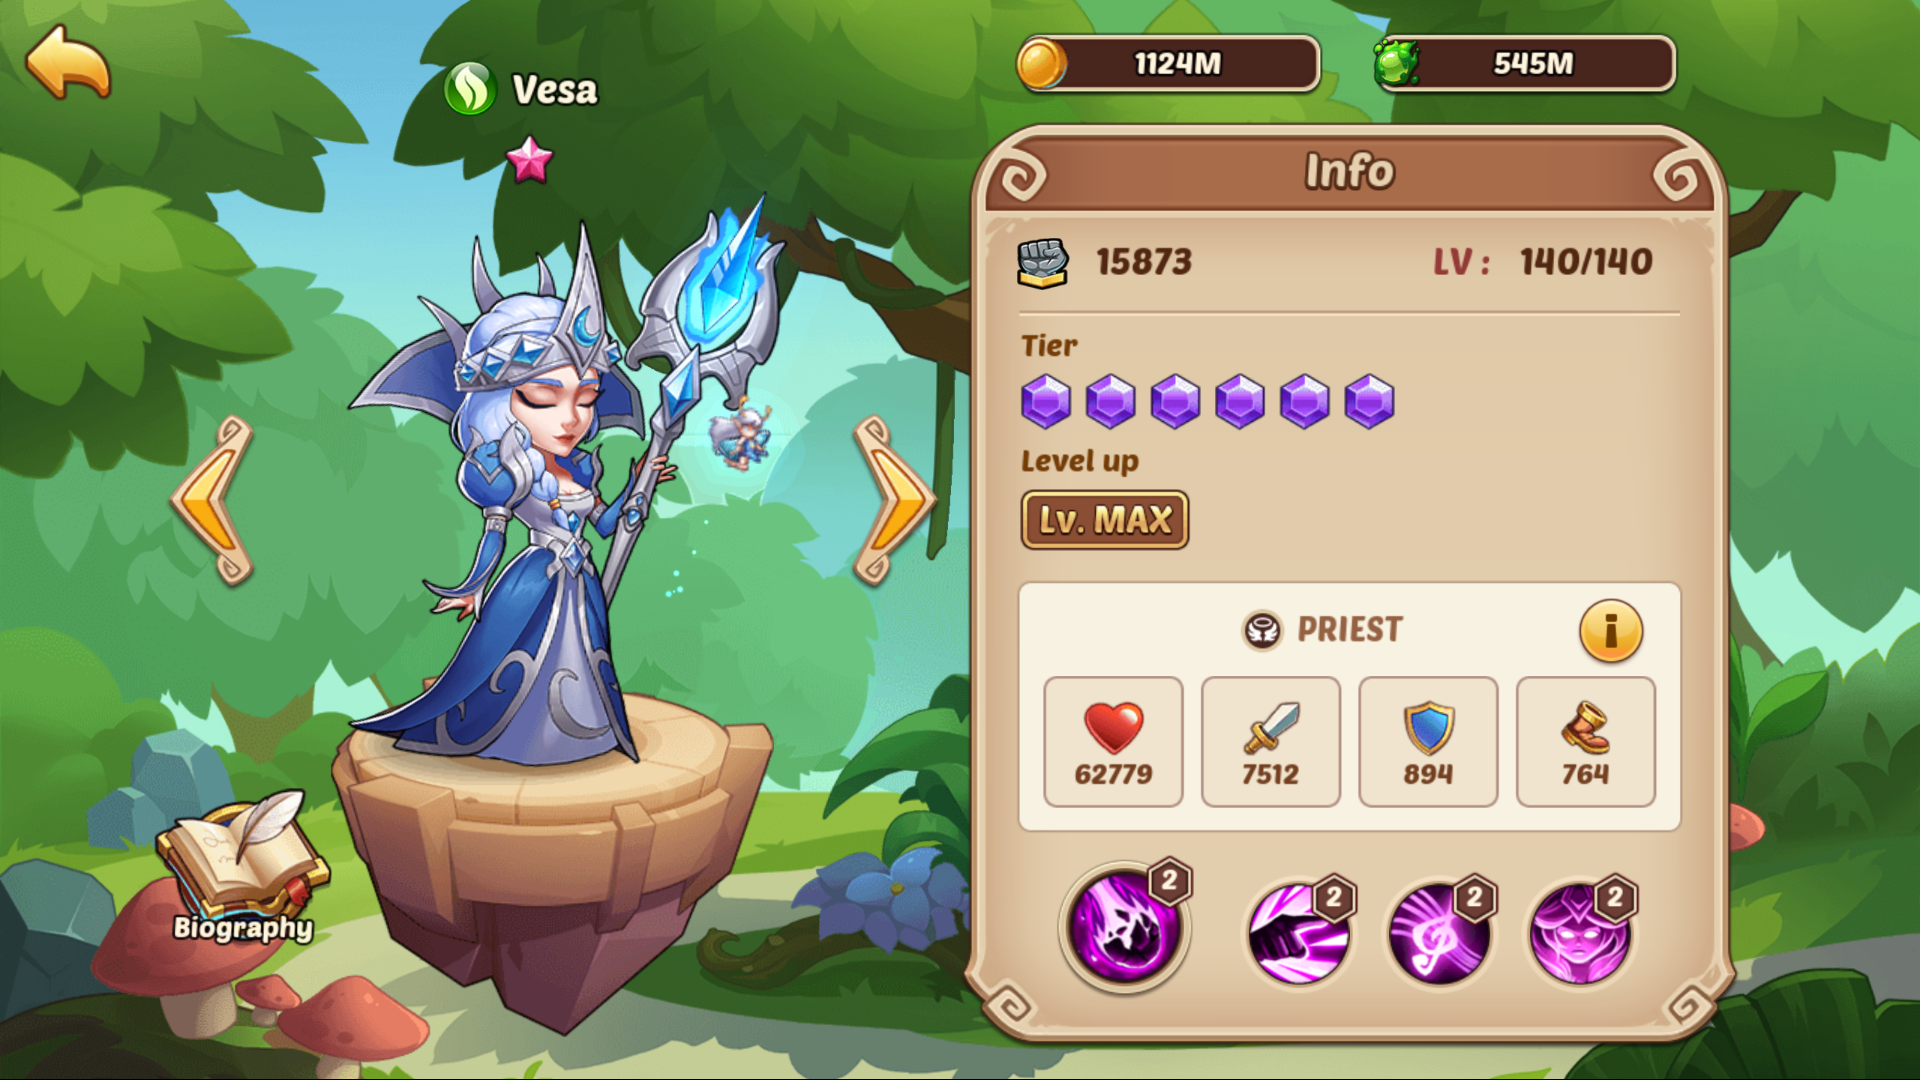 Vesa
1124M
545M
Info
15873
LV : 140/140
Tier
Level up
Lv. MAX
PRIEST
62779
7512
894
764
2
2
2
2
Biography